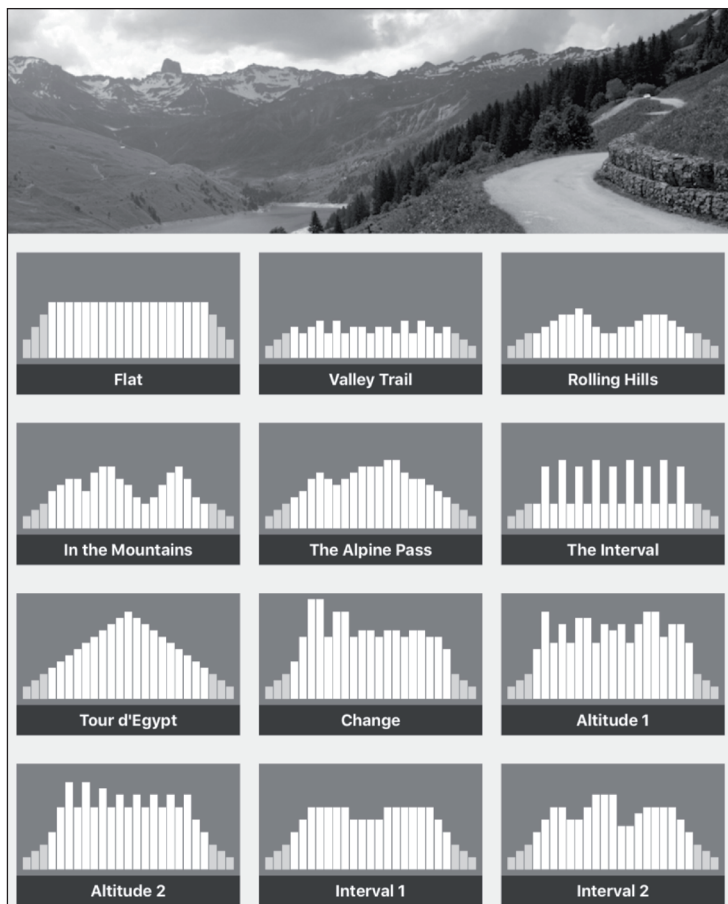 Flat
Valley Trail
Rolling Hills
In the Mountains
The Alpine Pass
The Interval
Tour d'Egypt
Change
Altitude 1
Altitude 2
Interval 1
Interval 2